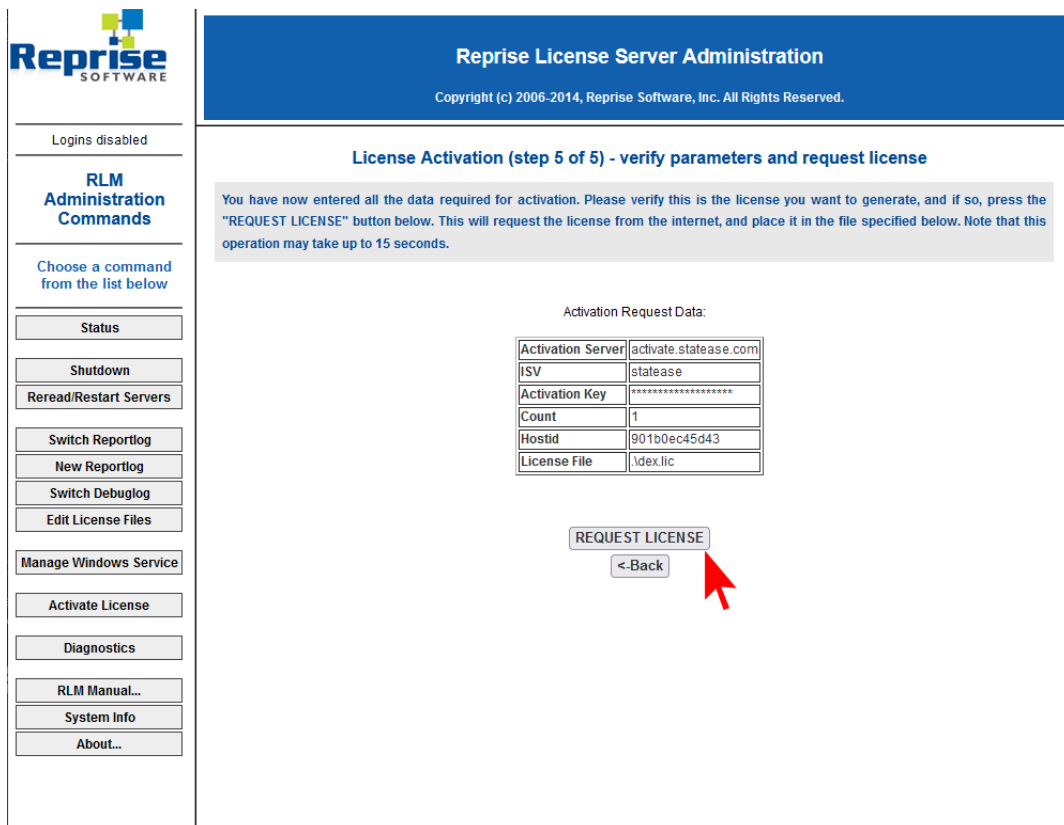 Reprise
SOFTWARE
Reprise License Server Administration
Copyright (c) 2006-2014, Reprise Software, Inc. All Rights Reserved.
Logins disabled
RLM
Administration
Commands
Choose a command
from the list below
Status
Shutdown
Reread/Restart Servers
Switch Reportlog
New Reportlog
Switch Debuglog
Edit License Files
Manage Windows Service
Activate License
Diagnostics
RLM Manual...
System Info
About...
License Activation (step 5 of 5) - verify parameters and request license
You have now entered all the data required for activation. Please verify this is the license you want to generate, and if so, press the
"REQUEST LICENSE" button below. This will request the license from the internet, and place it in the file specified below. Note that this
operation may take up to 15 seconds.
Activation Request Data:
Activation Server activate.statease.com
ISV statease
Activation Key *******************
Count 1
Hostid 901b0ec45d43
License File .\dex.lic
REQUEST LICENSE
<-Back